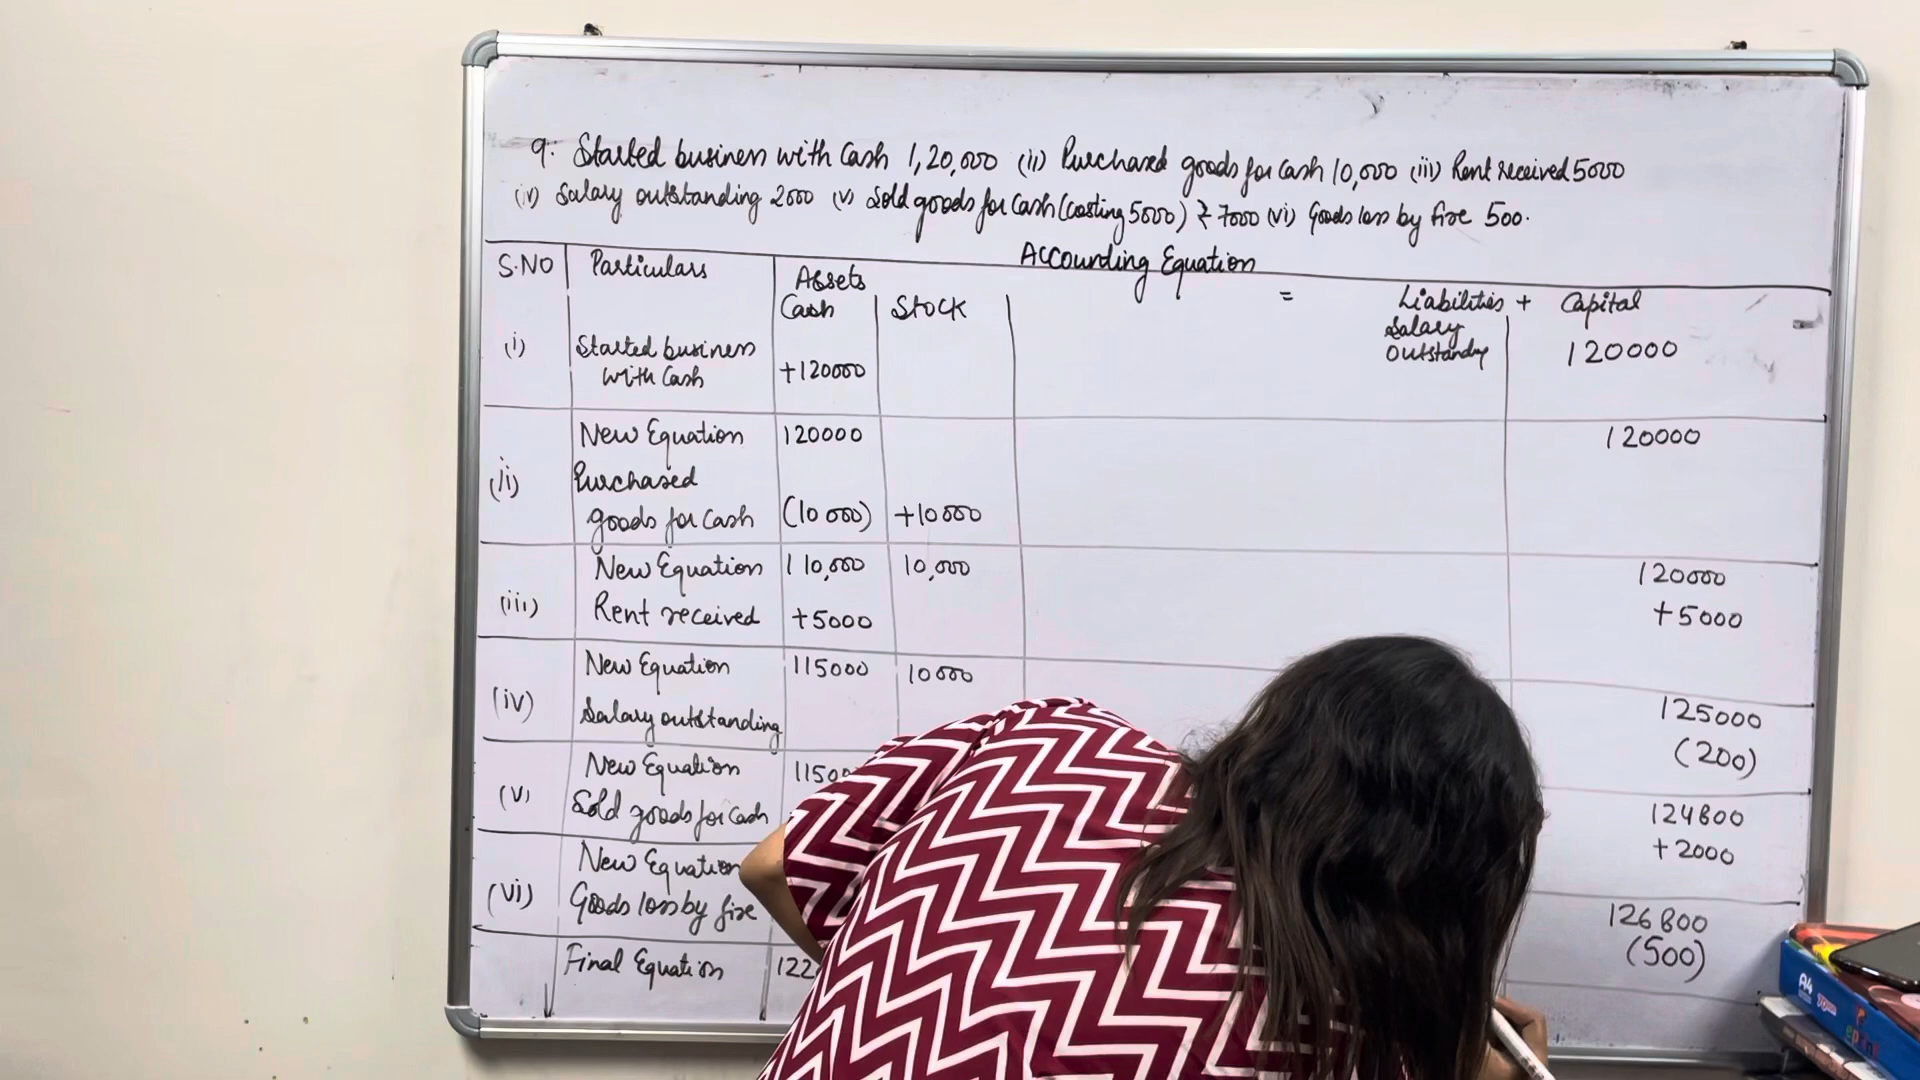 9. Started business with Cash 1,20,000 (ii) Purchased goods for cash 10,000 (iii) Rent received 5000
(iv) Salary outstanding 2000 (v) Sold goods for cash (costing 5000) ₹ 7000 (vi) Goods loss by fire 500.
Accounting Equation
S.NO Particulars Assets = Liabilities + Capital
Cash Stock Salary Outstandng
(i) Started business with Cash +120000 120000
New Equation 120000 120000
(ii) Purchased
goods for cash (10 000) +10000
New Equation 110,000 10,000 120000
(iii) Rent received +5000 +5000
New Equation 115000 10000 125000
(iv) Salary outstanding (200)
New Equation 124800
(v) Sold goods for Cash +2000
New Equation 126800
(vi) Goods loss by fire (500)
Final Equation
A4